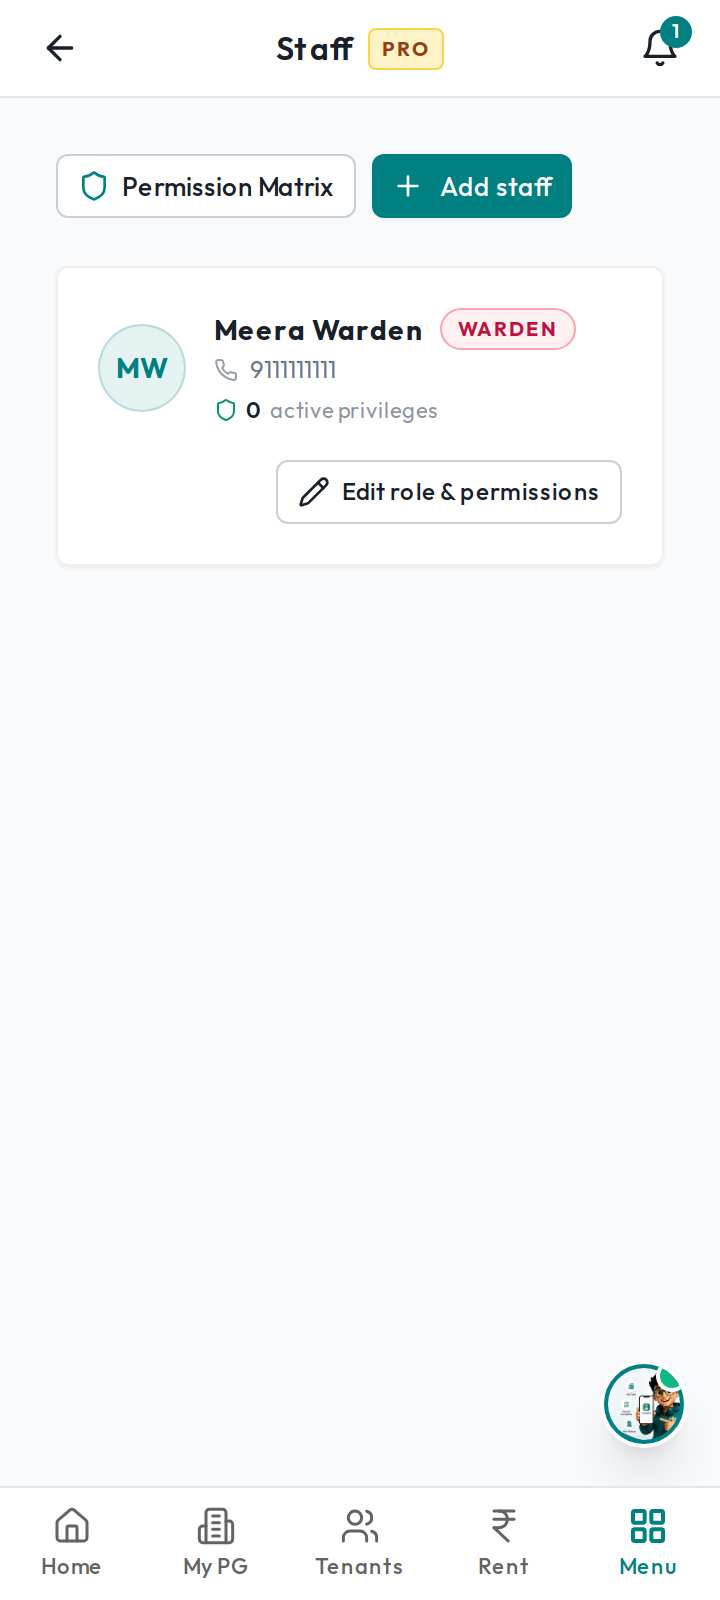 Staff PRO
1
Permission Matrix
Add staff
MW
Meera Warden WARDEN
9111111111
0 active privileges
Edit role & permissions
Home
My PG
Tenants
Rent
Menu